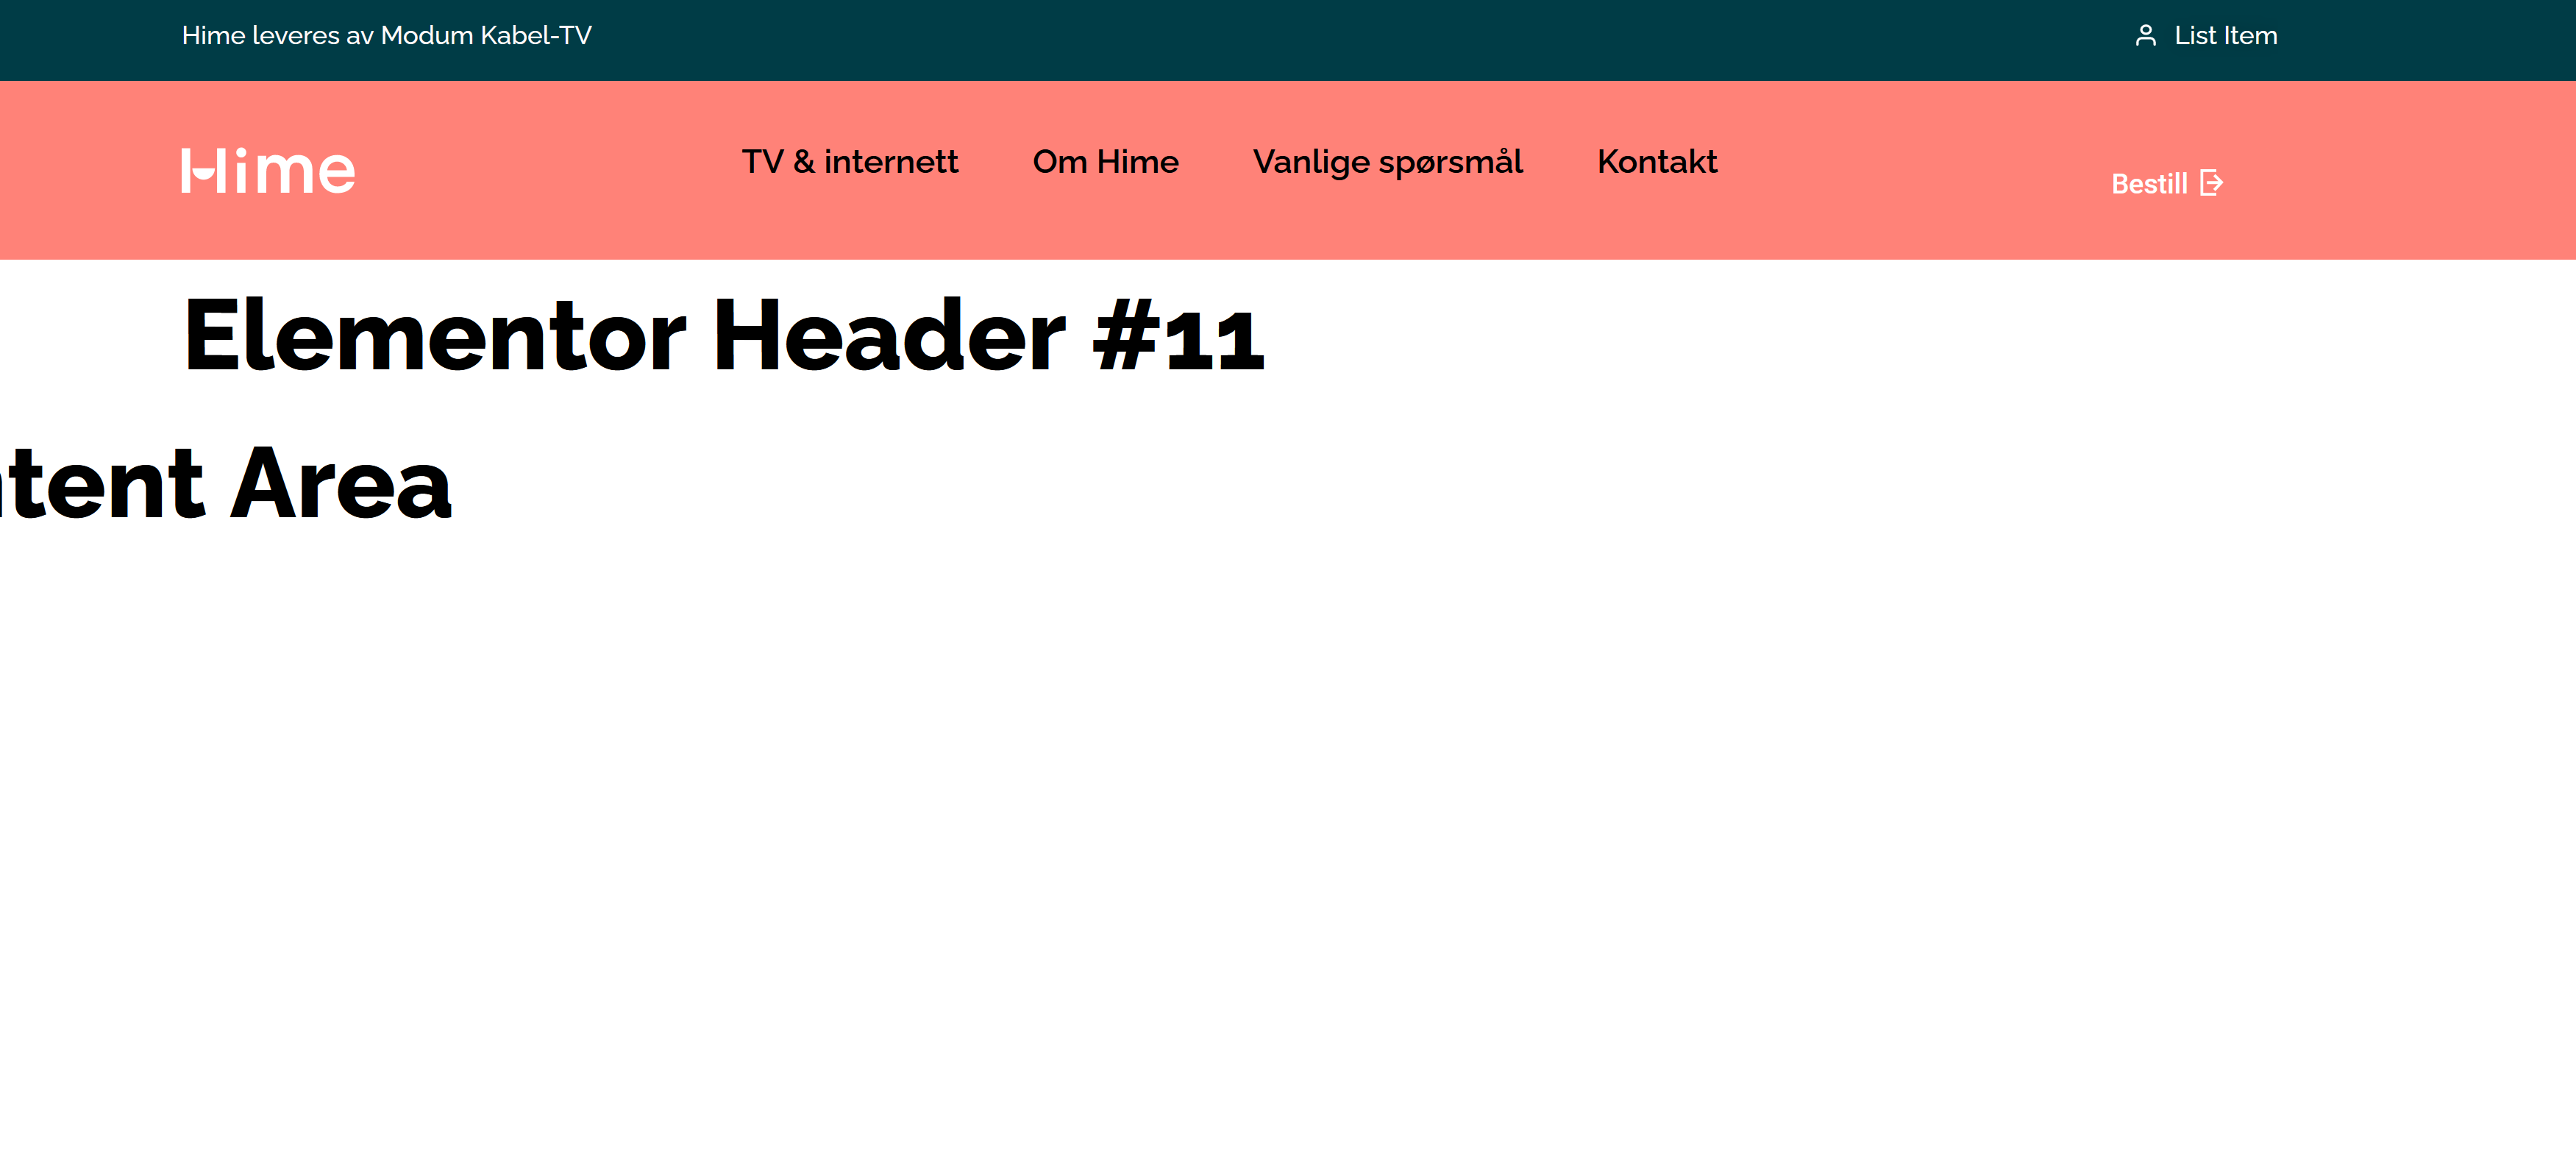 Hime leveres av Modum Kabel-TV
List Item
Hime
TV & internett
Om Hime
Vanlige spørsmål
Kontakt
Bestill
Elementor Header #11
tent Area